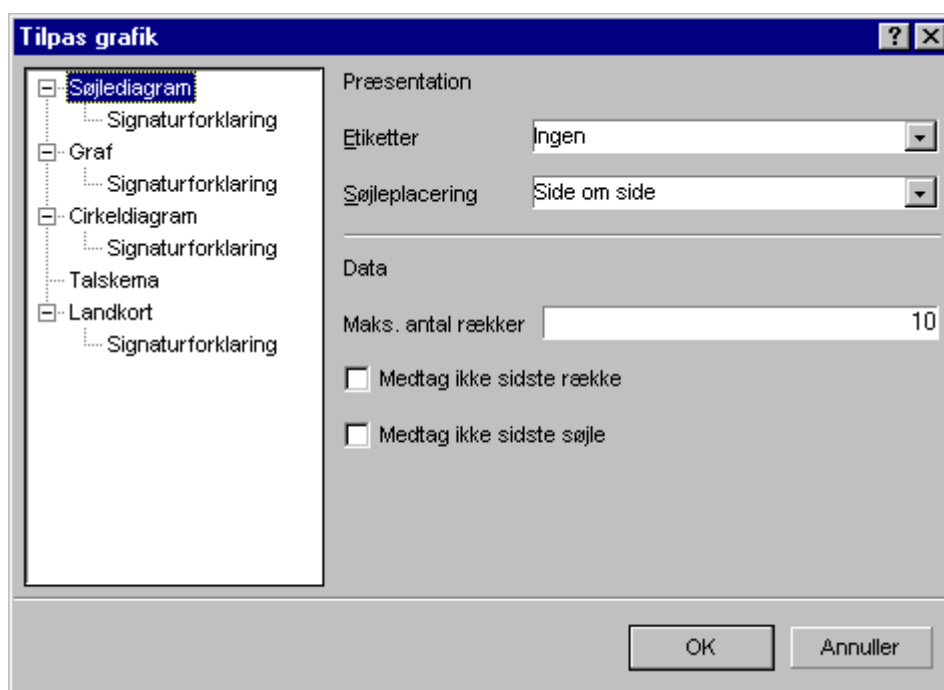 Tilpas grafik
Søjlediagram
Signaturforklaring
Graf
Signaturforklaring
Cirkeldiagram
Signaturforklaring
Talskema
Landkort
Signaturforklaring
Præsentation
Etiketter Ingen
Søjleplacering Side om side
Data
Maks. antal rækker 10
Medtag ikke sidste række
Medtag ikke sidste søjle
OK Annuller